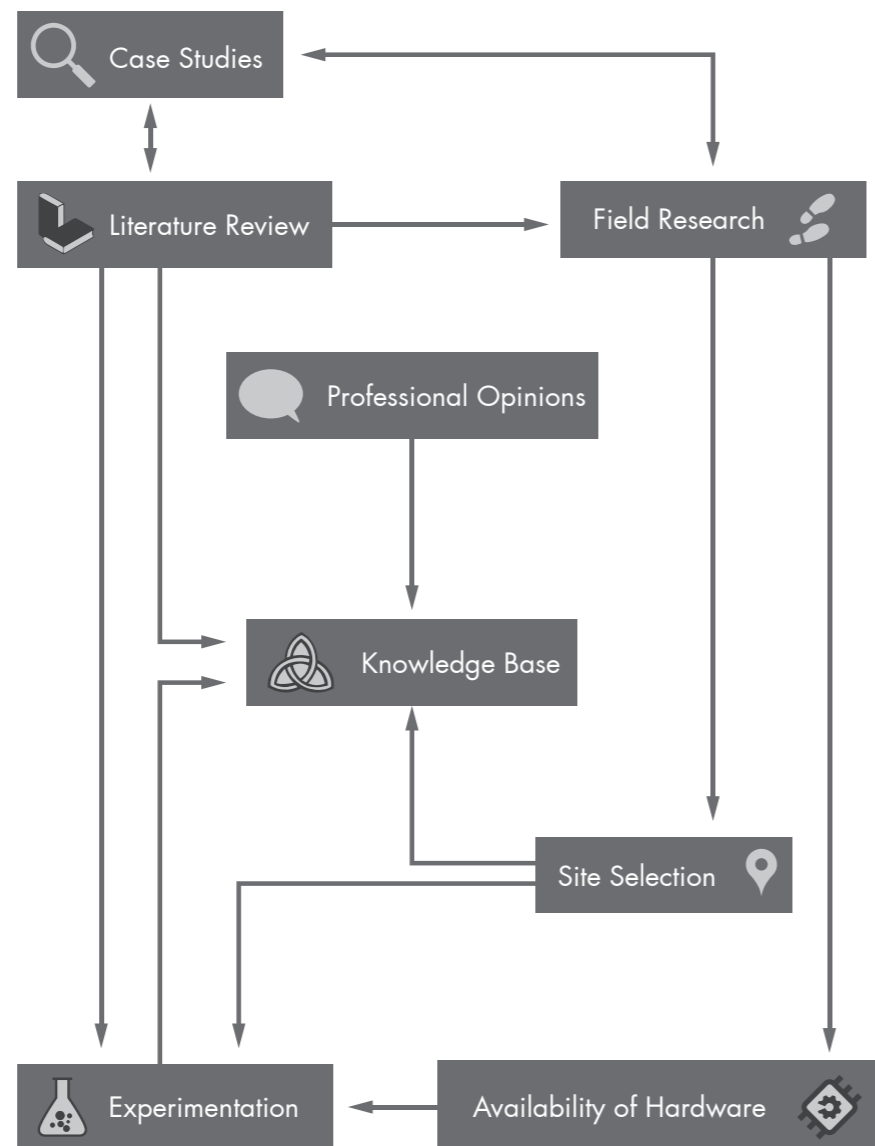 Case Studies
Literature Review
Field Research
Professional Opinions
Knowledge Base
Site Selection
Experimentation
Availability of Hardware